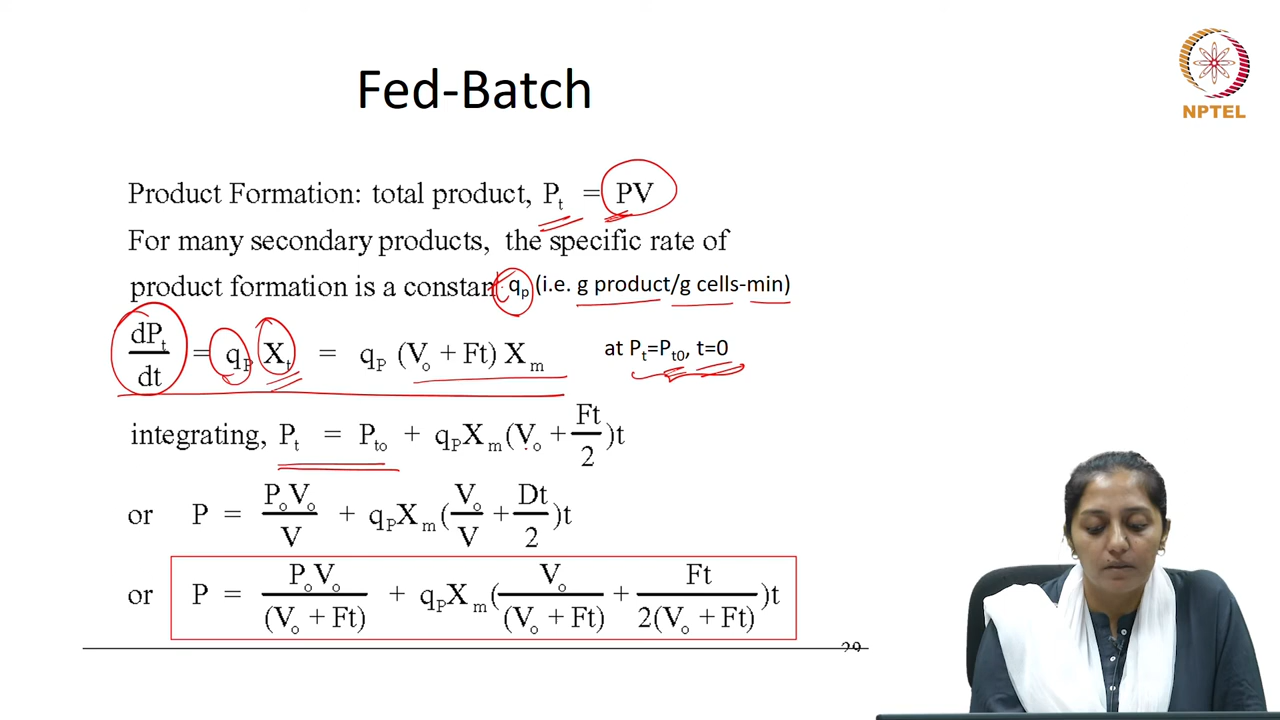 Fed-Batch
NPTEL
Product Formation: total product, Pₜ = PV
For many secondary products, the specific rate of
product formation is a constant qₚ (i.e. g product/g cells-min)
dPₜ/dt = qₚ Xₜ = qₚ (Vₒ + Ft) Xₘ at Pₜ=Pₜ₀, t=0
integrating, Pₜ = Pₜₒ + qₚXₘ(Vₒ + Ft/2)t
or P = PₒVₒ/V + qₚXₘ(Vₒ/V + Dt/2)t
or P = PₒVₒ/(Vₒ + Ft) + qₚXₘ(Vₒ/(Vₒ + Ft) + Ft/2(Vₒ + Ft))t
29